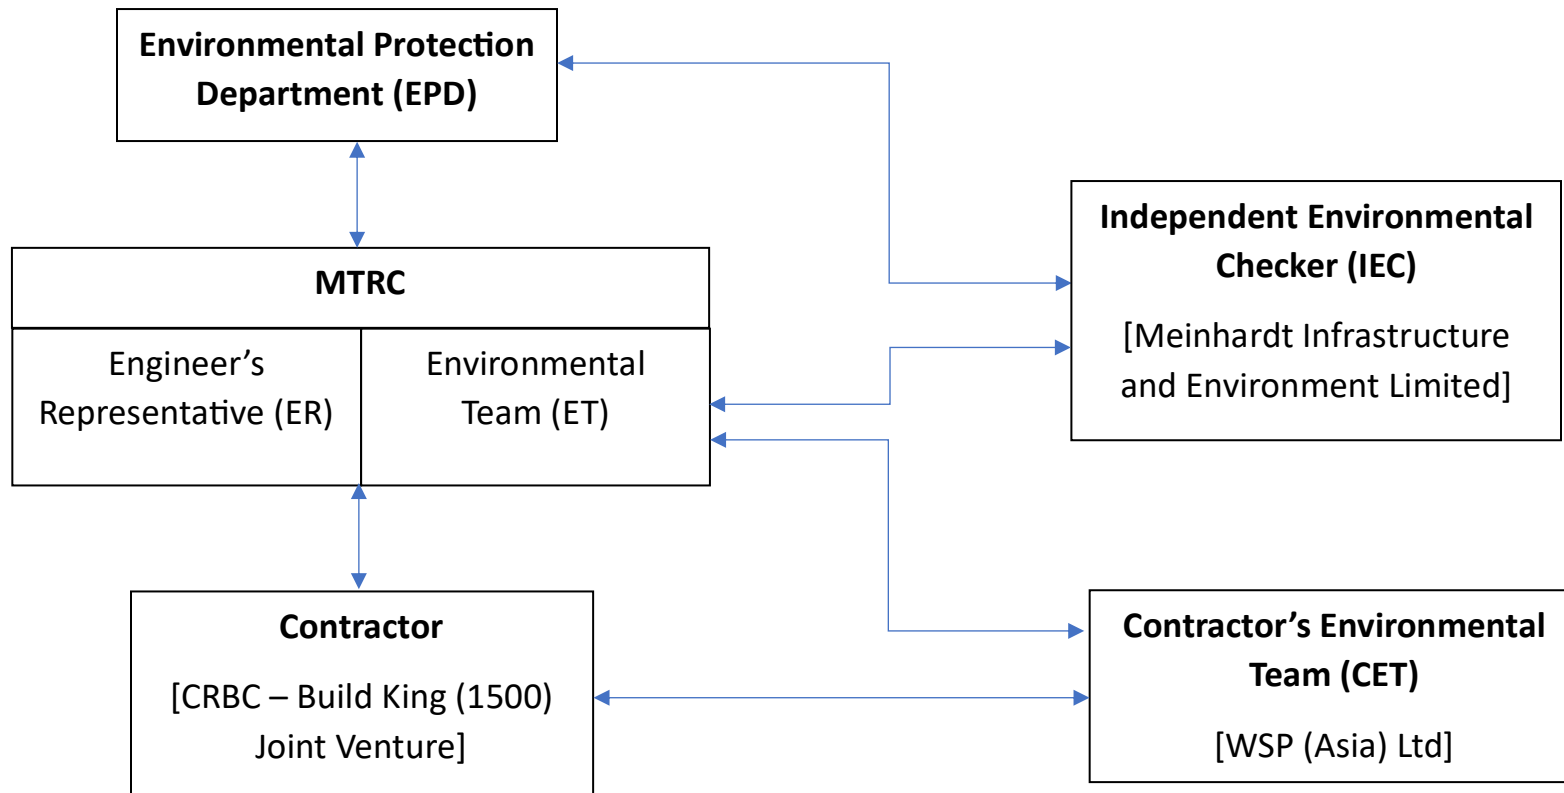 Environmental Protection
Department (EPD)
Independent Environmental
Checker (IEC)
[Meinhardt Infrastructure
and Environment Limited]
MTRC
Engineer’s
Representative (ER)
Environmental
Team (ET)
Contractor
[CRBC – Build King (1500)
Joint Venture]
Contractor’s Environmental
Team (CET)
[WSP (Asia) Ltd]